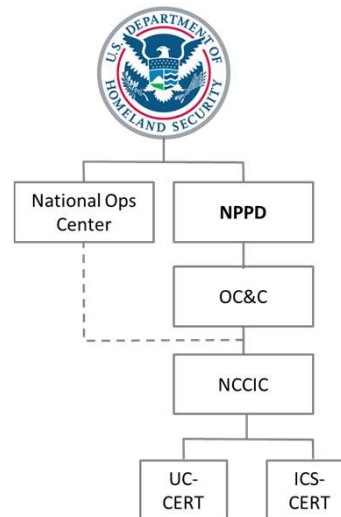 U.S. DEPARTMENT OF
HOMELAND SECURITY
National Ops
Center
NPPD
OC&C
NCCIC
UC-
CERT
ICS-
CERT